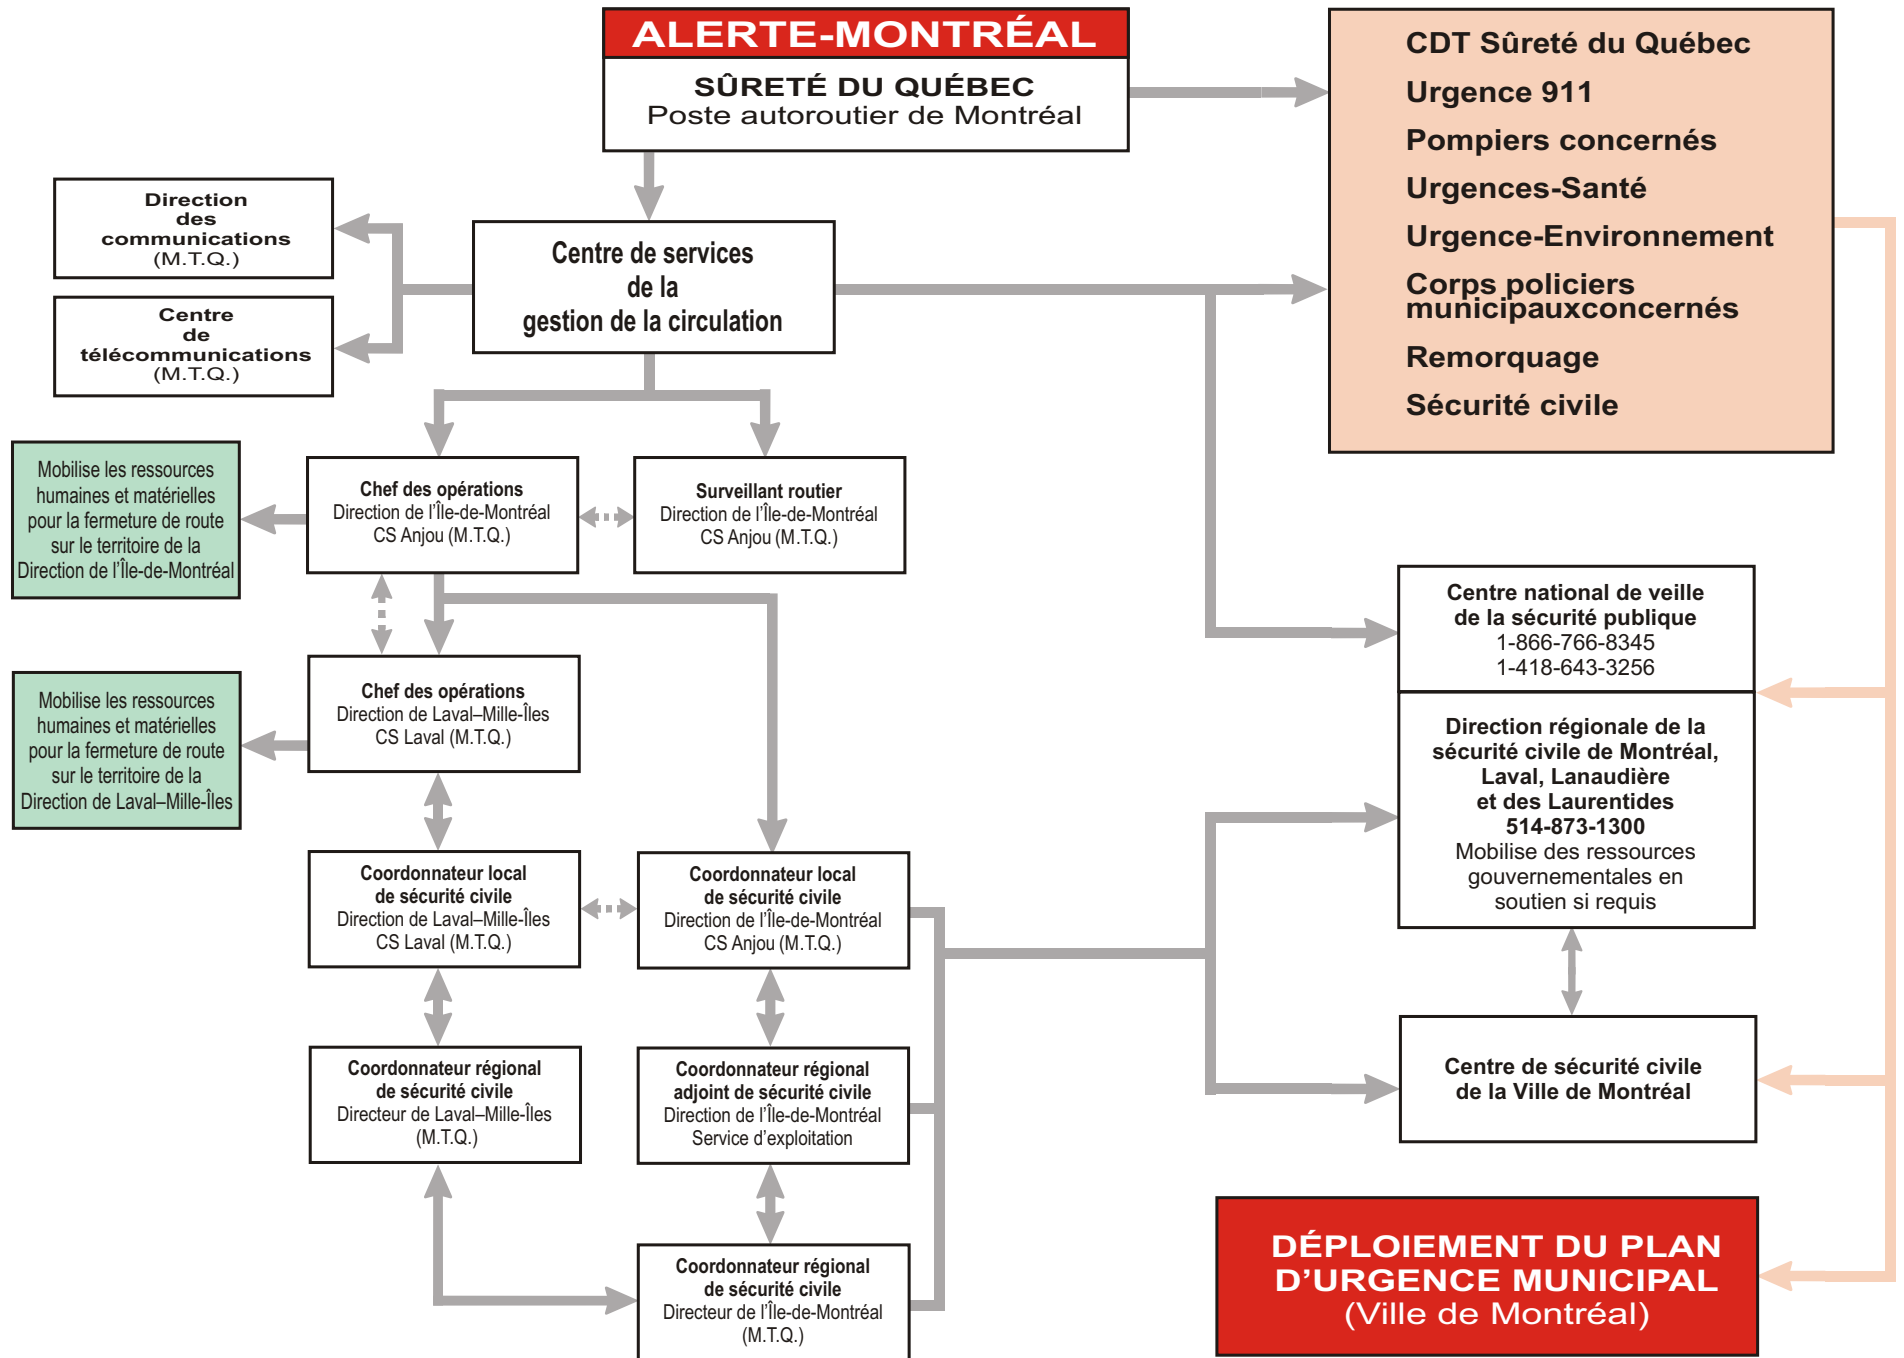 ALERTE-MONTRÉAL
SÛRETÉ DU QUÉBEC
Poste autoroutier de Montréal
CDT Sûreté du Québec
Urgence 911
Pompiers concernés
Urgences-Santé
Urgence-Environnement
Corps policiers
municipauxconcernés
Remorquage
Sécurité civile
Direction
des
communications
(M.T.Q.)
Centre
de
télécommunications
(M.T.Q.)
Centre de services
de la
gestion de la circulation
Mobilise les ressources
humaines et matérielles
pour la fermeture de route
sur le territoire de la
Direction de l’Île-de-Montréal
Chef des opérations
Direction de l’Île-de-Montréal
CS Anjou (M.T.Q.)
Surveillant routier
Direction de l’Île-de-Montréal
CS Anjou (M.T.Q.)
Centre national de veille
de la sécurité publique
1-866-766-8345
1-418-643-3256
Mobilise les ressources
humaines et matérielles
pour la fermeture de route
sur le territoire de la
Direction de Laval–Mille-Îles
Chef des opérations
Direction de Laval–Mille-Îles
CS Laval (M.T.Q.)
Direction régionale de la
sécurité civile de Montréal,
Laval, Lanaudière
et des Laurentides
514-873-1300
Mobilise des ressources
gouvernementales en
soutien si requis
Coordonnateur local
de sécurité civile
Direction de Laval–Mille-Îles
CS Laval (M.T.Q.)
Coordonnateur local
de sécurité civile
Direction de l’Île-de-Montréal
CS Anjou (M.T.Q.)
Coordonnateur régional
de sécurité civile
Directeur de Laval–Mille-Îles
(M.T.Q.)
Coordonnateur régional
adjoint de sécurité civile
Direction de l’Île-de-Montréal
Service d’exploitation
Centre de sécurité civile
de la Ville de Montréal
Coordonnateur régional
de sécurité civile
Directeur de l’Île-de-Montréal
(M.T.Q.)
DÉPLOIEMENT DU PLAN
D’URGENCE MUNICIPAL
(Ville de Montréal)